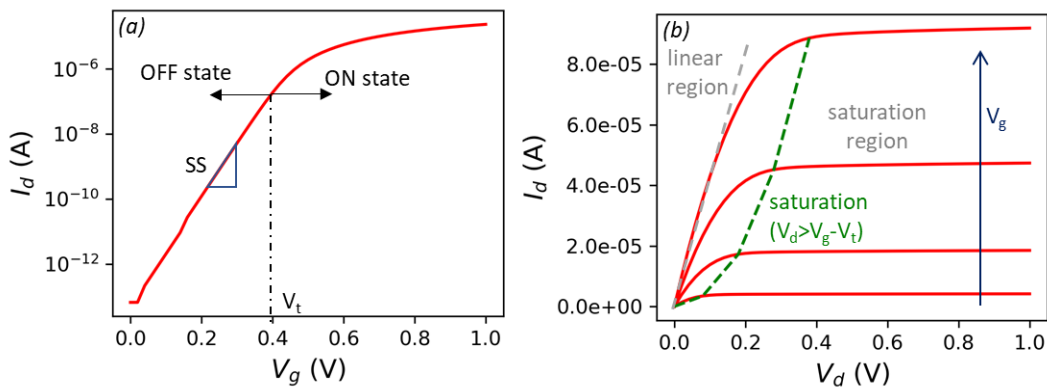 (a)
OFF state
ON state
SS
V_t
10^-6
10^-8
10^-10
10^-12
I_d (A)
0.0 0.2 0.4 0.6 0.8 1.0
V_g (V)
(b)
linear
region
saturation
region
V_g
saturation
(V_d>V_g-V_t)
8.0e-05
6.0e-05
4.0e-05
2.0e-05
0.0e+00
I_d (A)
0.0 0.2 0.4 0.6 0.8 1.0
V_d (V)